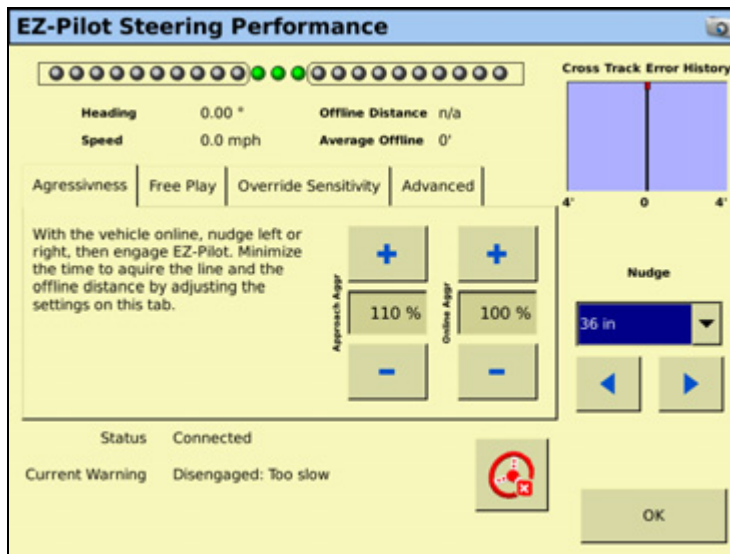 EZ-Pilot Steering Performance
Cross Track Error History
Heading 0.00 ° Offline Distance n/a
Speed 0.0 mph Average Offline 0'
Agressivness Free Play Override Sensitivity Advanced
4' 0 4'
With the vehicle online, nudge left or
right, then engage EZ-Pilot. Minimize
the time to aquire the line and the
offline distance by adjusting the
settings on this tab.
Approach Aggr
+
110 %
-
Online Aggr
+
100 %
-
Nudge
36 in
Status Connected
Current Warning Disengaged: Too slow
OK